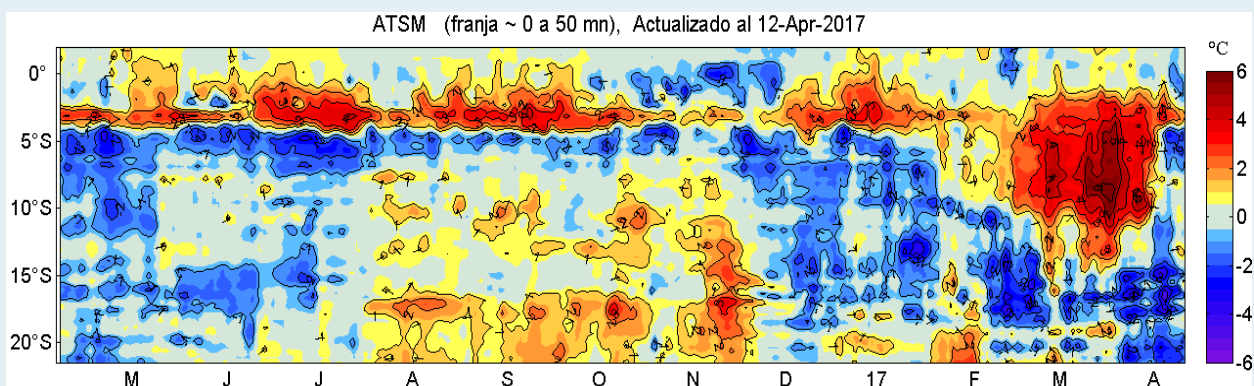 ATSM (franja ~ 0 a 50 mn), Actualizado al 12-Apr-2017
°C
0°
5°S
10°S
15°S
20°S
6
4
2
0
-2
-4
-6
M J J A S O N D 17 F M A